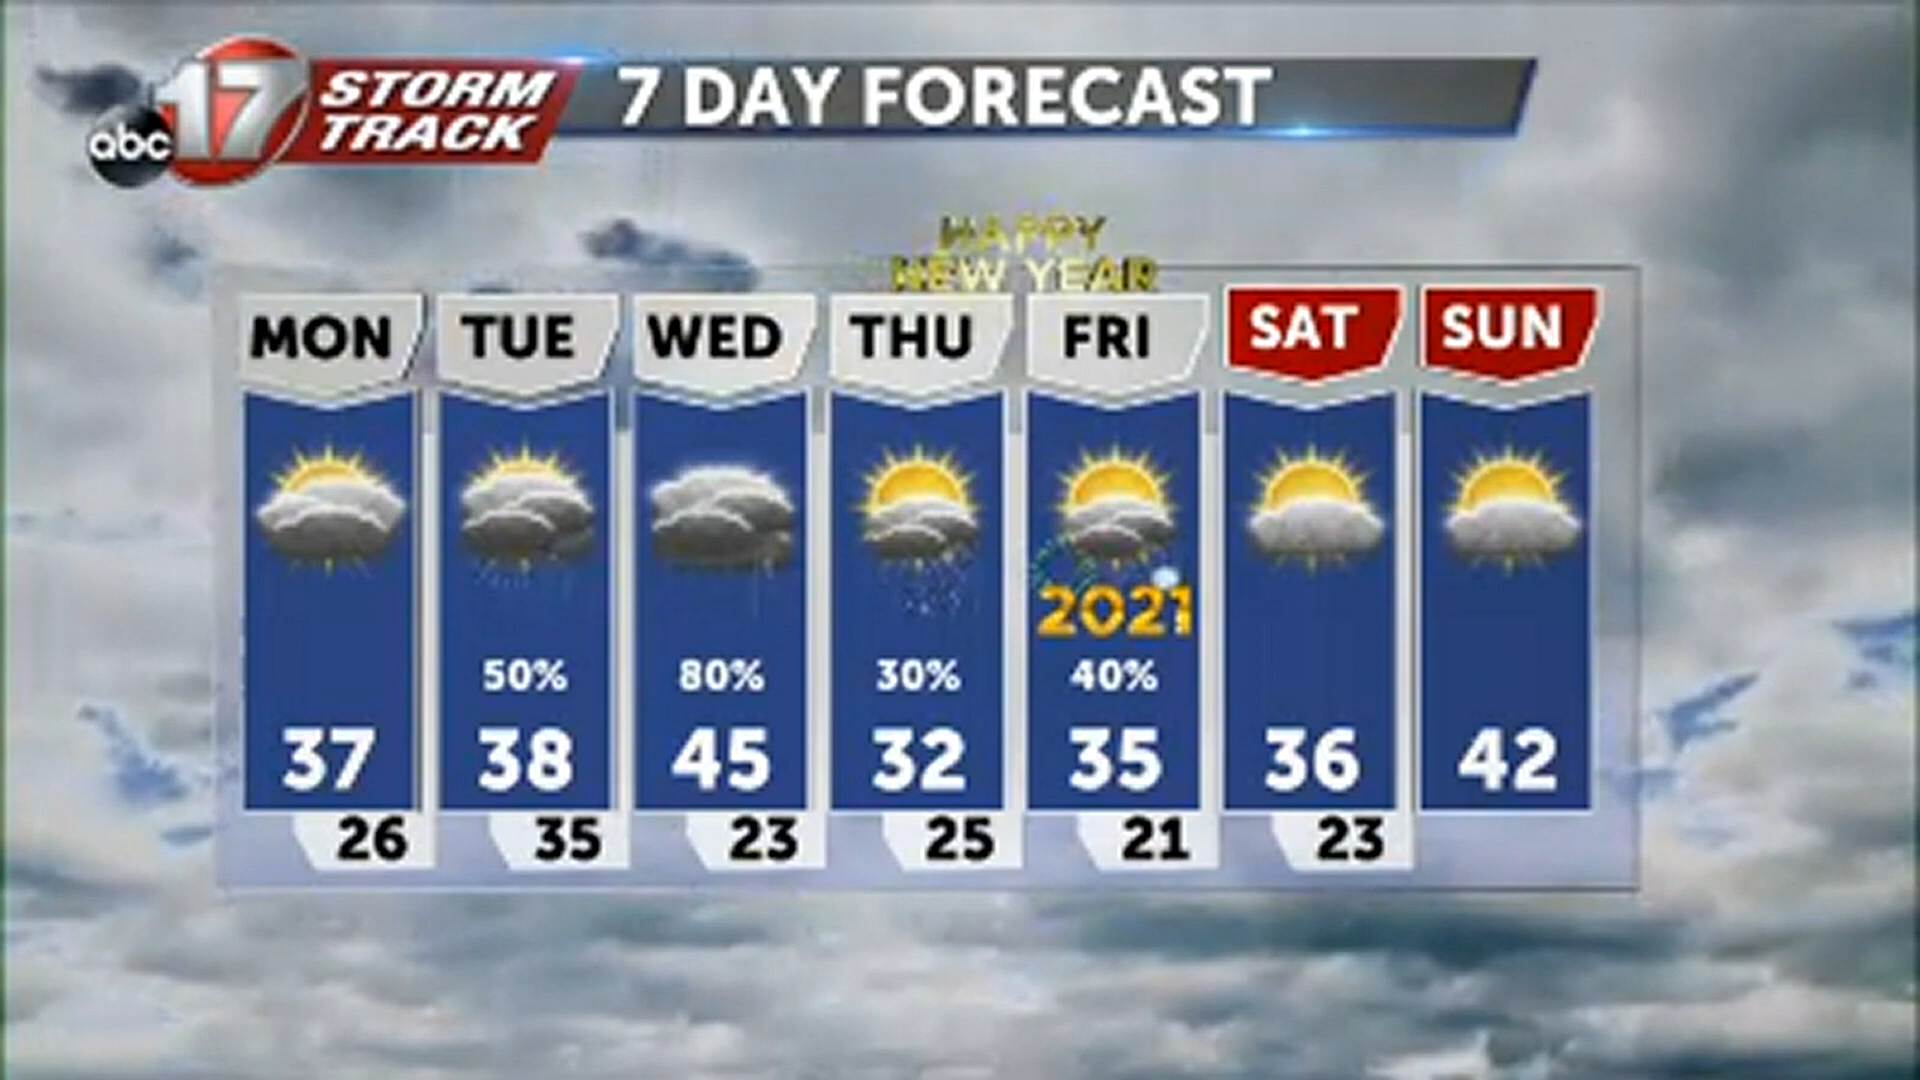 abc 17 STORM TRACK 7 DAY FORECAST
HAPPY
NEW YEAR
MON TUE WED THU FRI SAT SUN
2021
50% 80% 30% 40%
37 38 45 32 35 36 42
26 35 23 25 21 23